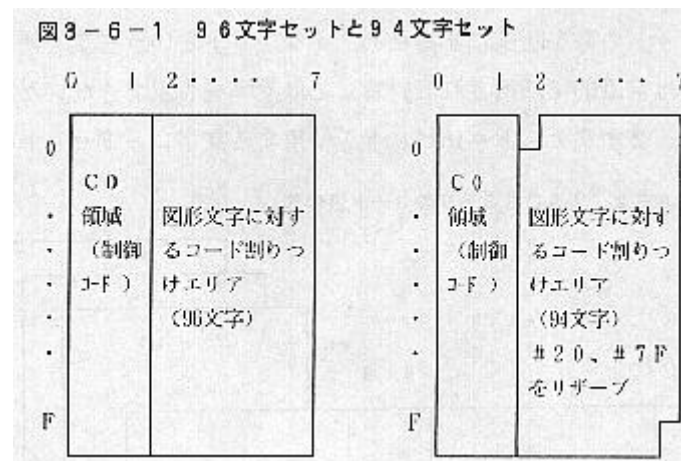 図3-6-1 96文字セットと94文字セット
0 1 2・・・・ 7
0
C0
領域
(制御
コード)
・
・
・
・
・
F
図形文字に対す
るコード割りつ
けエリア
(96文字)
0 1 2 ・・・・ 7
0
C0
領域
(制御
コード)
・
・
・
・
・
F
図形文字に対す
るコード割りつ
けエリア
(94文字)
#20、#7F
をリザーブ